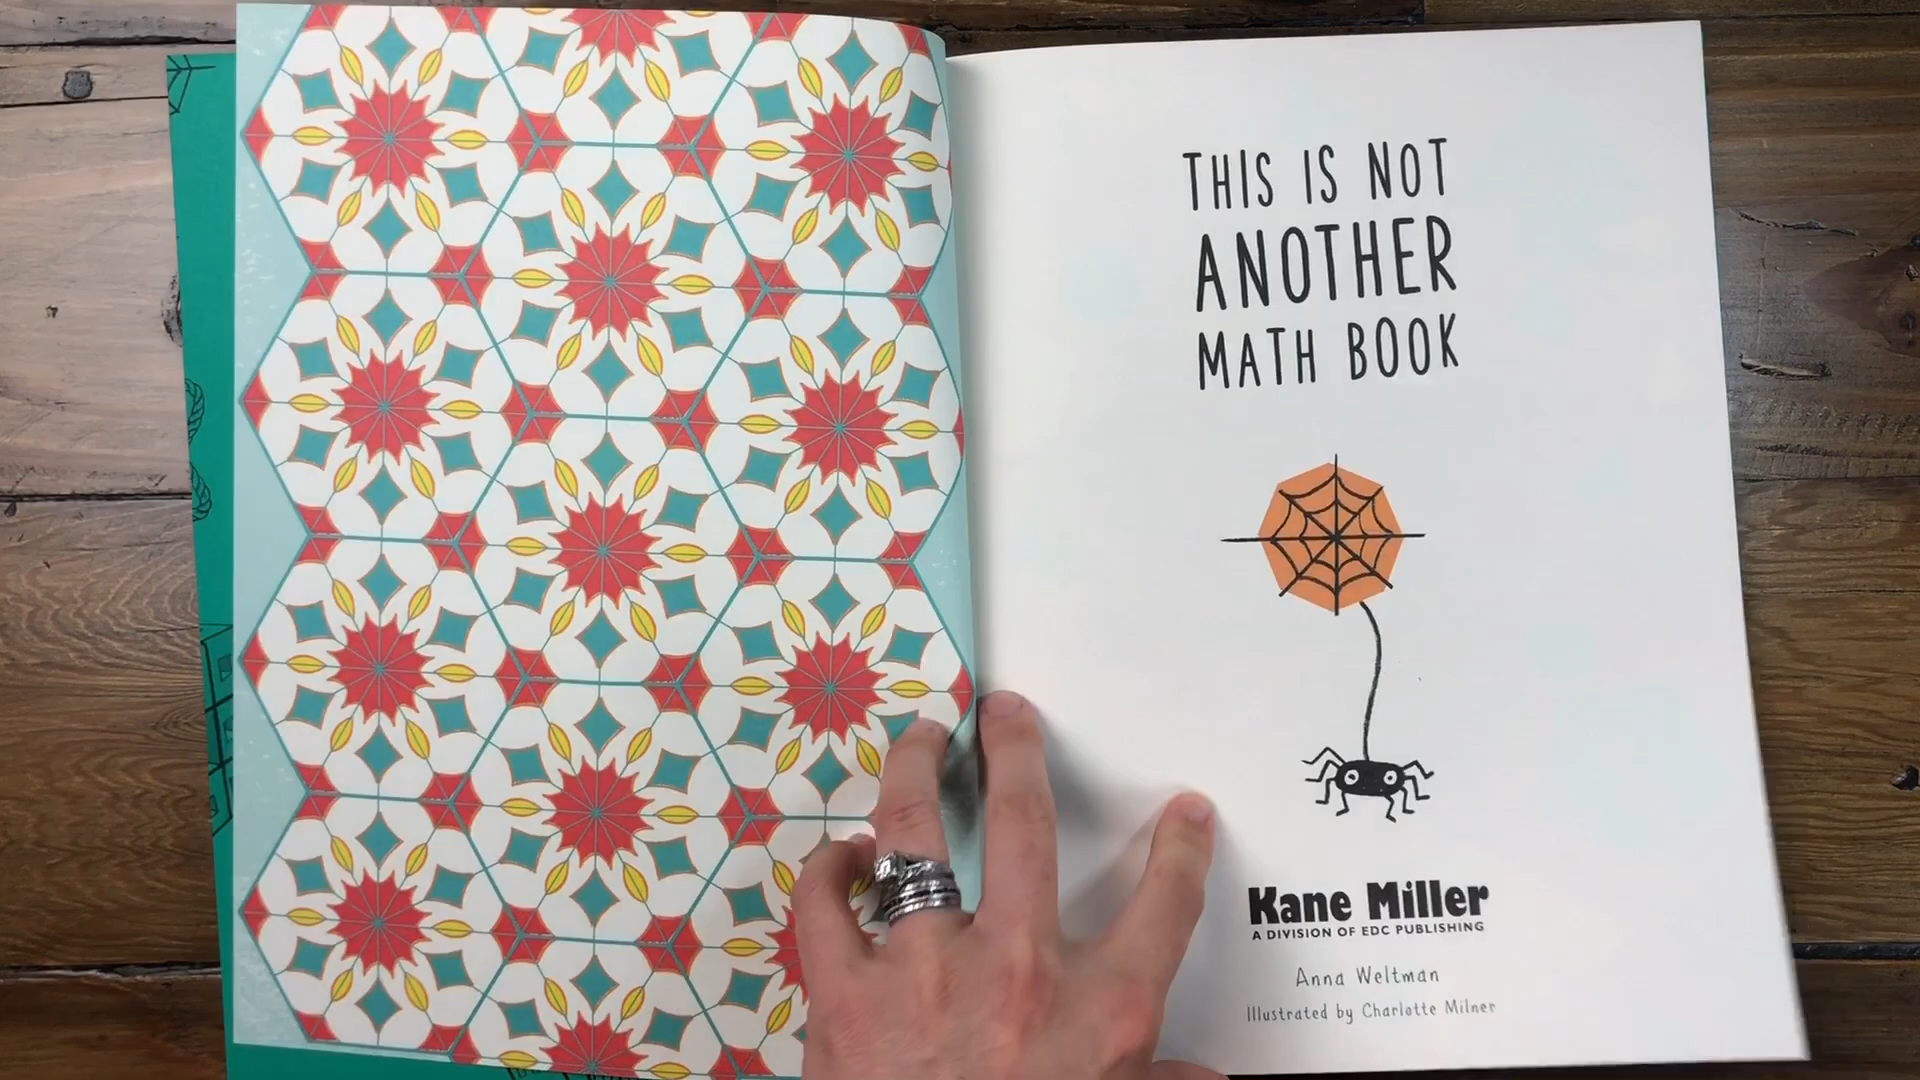 THIS IS NOT
ANOTHER
MATH BOOK
Kane Miller
A DIVISION OF EDC PUBLISHING
Anna Weltman
Illustrated by Charlotte Milner